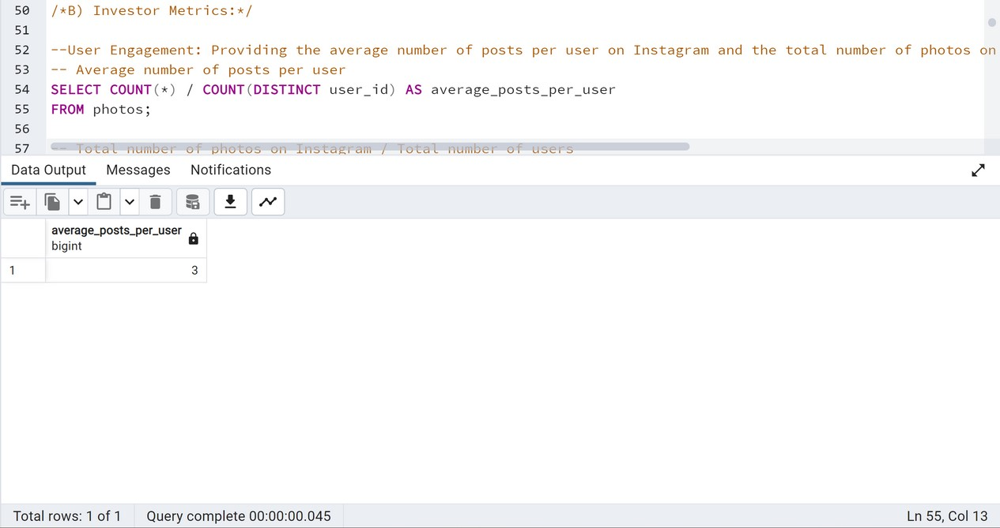 50 /*B) Investor Metrics:*/
51
52 --User Engagement: Providing the average number of posts per user on Instagram and the total number of photos on
53 -- Average number of posts per user
54 SELECT COUNT(*) / COUNT(DISTINCT user_id) AS average_posts_per_user
55 FROM photos;
56
57 -- Total number of photos on Instagram / Total number of users
Data Output Messages Notifications
average_posts_per_user
bigint
1 3
Total rows: 1 of 1 Query complete 00:00:00.045 Ln 55, Col 13